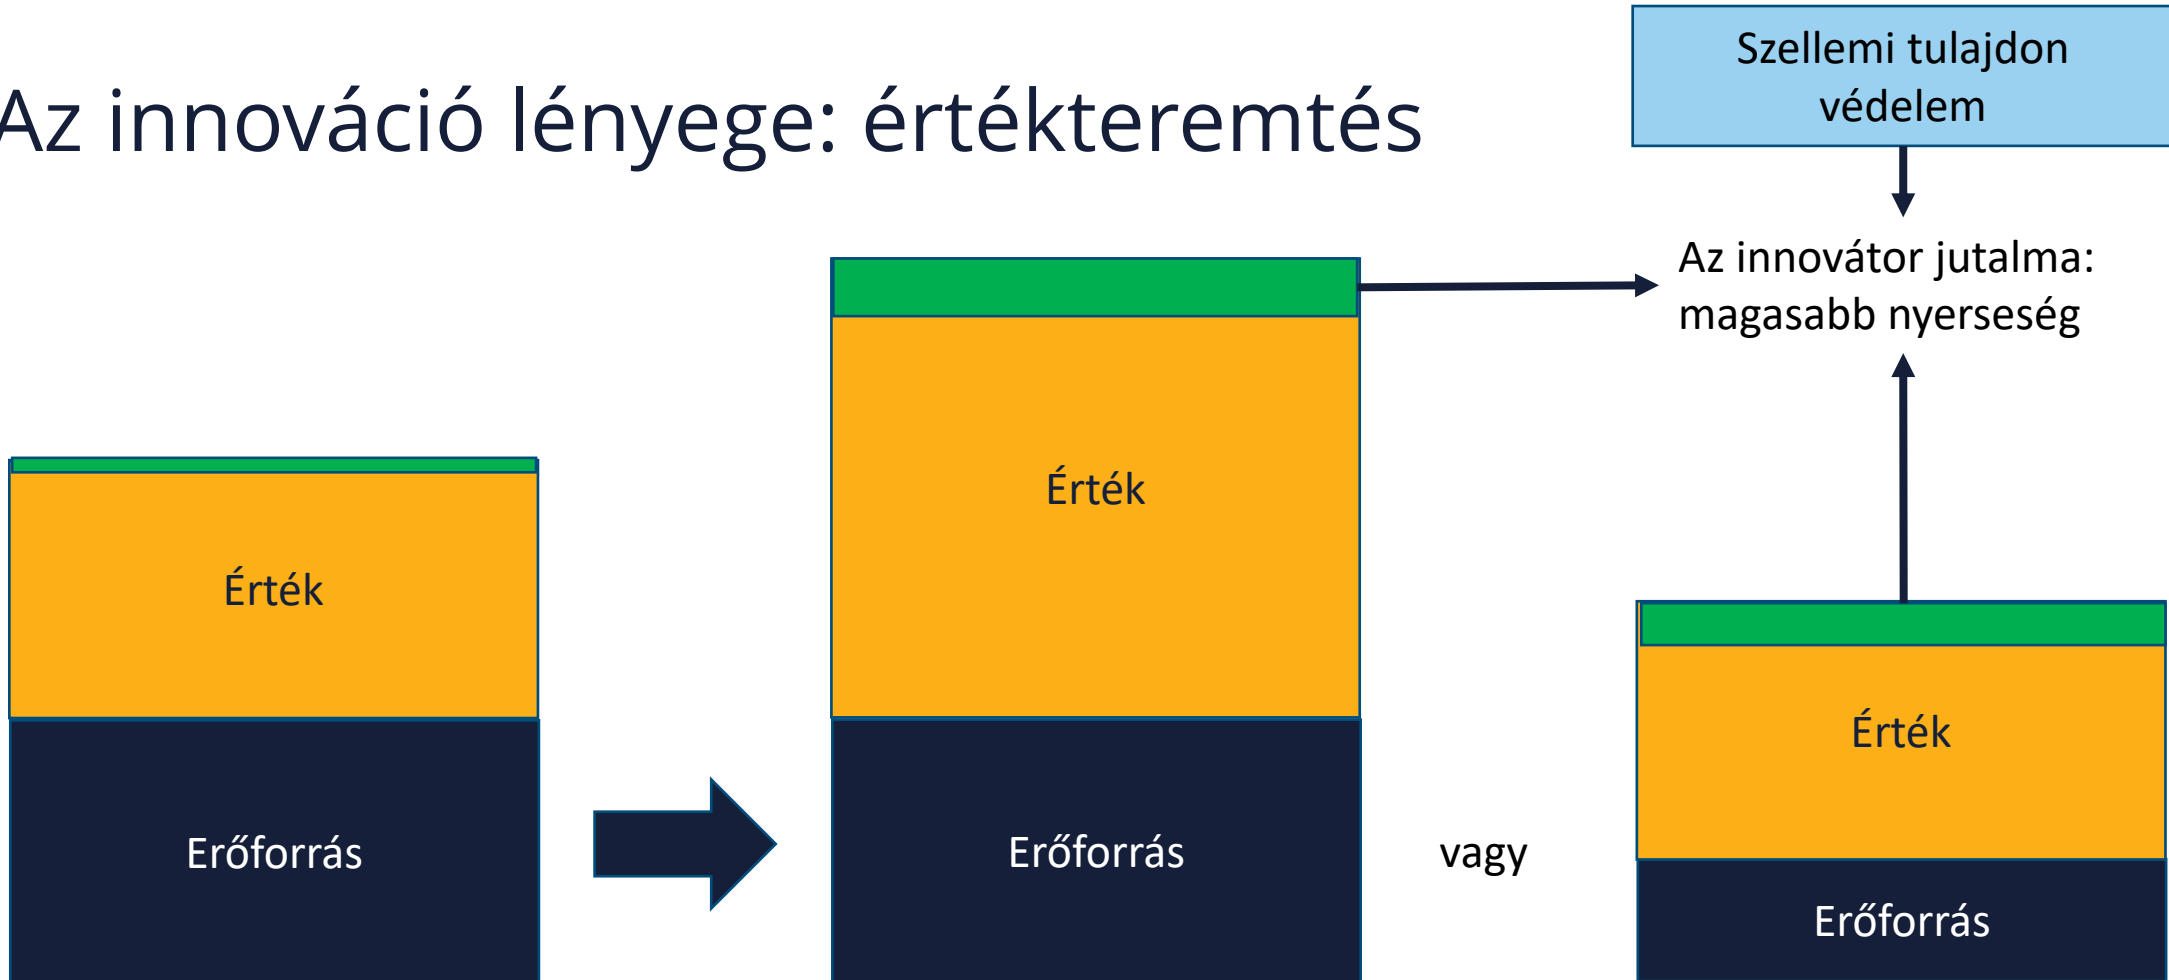 Az innováció lényege: értékteremtés
Szellemi tulajdon
védelem
Az innovátor jutalma:
magasabb nyerseség
Érték
Erőforrás
Érték
Erőforrás
vagy
Érték
Erőforrás